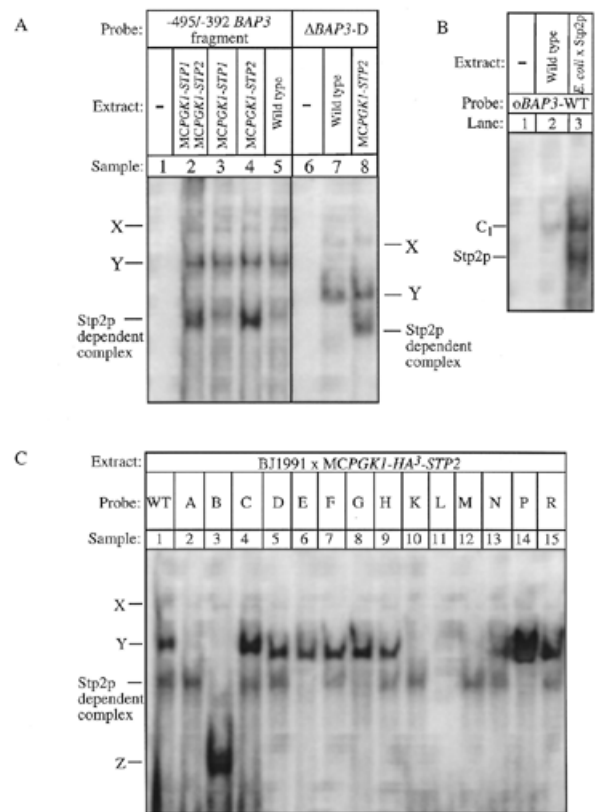 A
Probe: -495/-392 BAP3 fragment ΔBAP3-D
Extract: - MCPGK1-STP1 MCPGK1-STP2 MCPGK1-STP1 MCPGK1-STP2 Wild type - Wild type MCPGK1-STP2
Sample: 1 2 3 4 5 6 7 8
X
Y
Stp2p
dependent
complex
X
Y
Stp2p
dependent
complex
B
Extract: - Wild type E. coli x Stp2p
Probe: oBAP3-WT
Lane: 1 2 3
C₁
Stp2p
C
Extract: BJ1991 x MCPGK1-HA³-STP2
Probe: WT A B C D E F G H K L M N P R
Sample: 1 2 3 4 5 6 7 8 9 10 11 12 13 14 15
X
Y
Stp2p
dependent
complex
Z